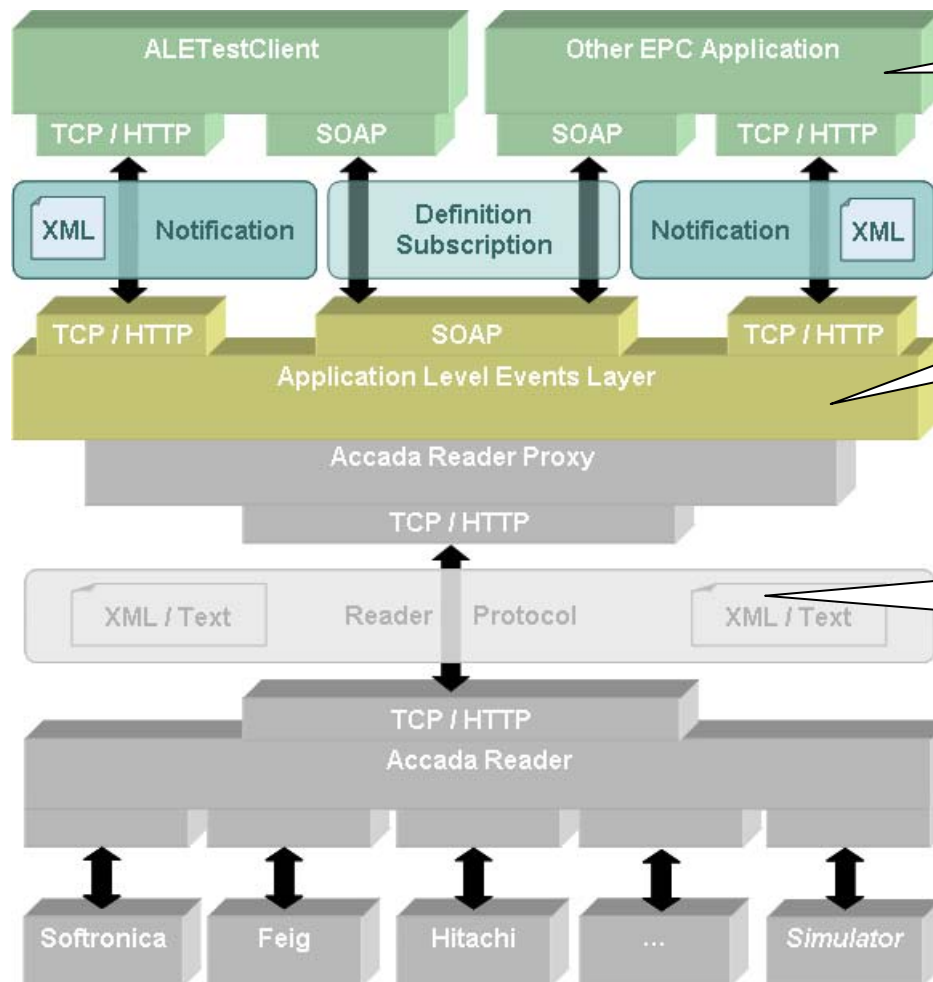 ALETestClient
Other EPC Application
TCP / HTTP
SOAP
SOAP
TCP / HTTP
XML
Notification
Definition
Subscription
Notification
XML
TCP / HTTP
SOAP
TCP / HTTP
Application Level Events Layer
Accada Reader Proxy
TCP / HTTP
XML / Text
Reader
Protocol
XML / Text
TCP / HTTP
Accada Reader
Softronica
Feig
Hitachi
...
Simulator